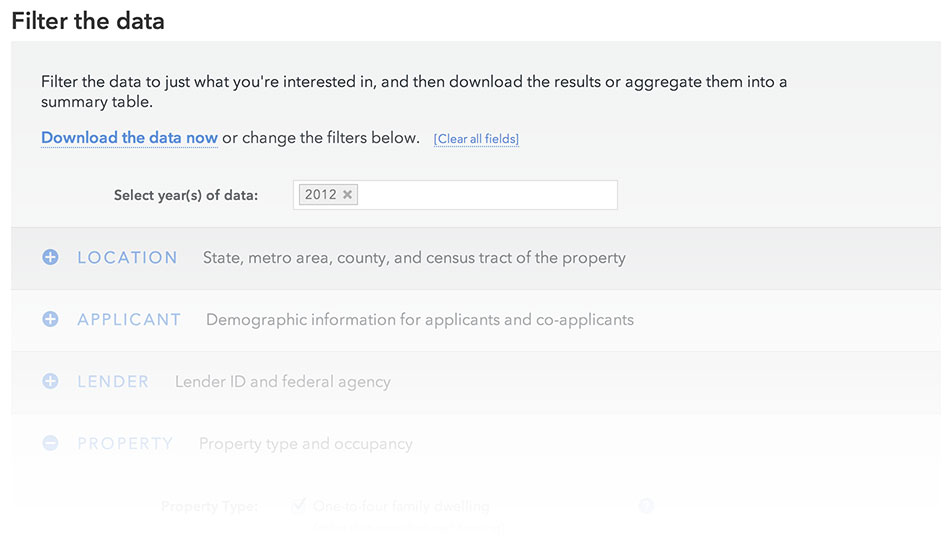 Filter the data
Filter the data to just what you're interested in, and then download the results or aggregate them into a
summary table.
Download the data now or change the filters below. [Clear all fields]
Select year(s) of data: 2012
LOCATION State, metro area, county, and census tract of the property
APPLICANT Demographic information for applicants and co-applicants
LENDER Lender ID and federal agency
PROPERTY Property type and occupancy
Property Type: One-to-four family dwelling